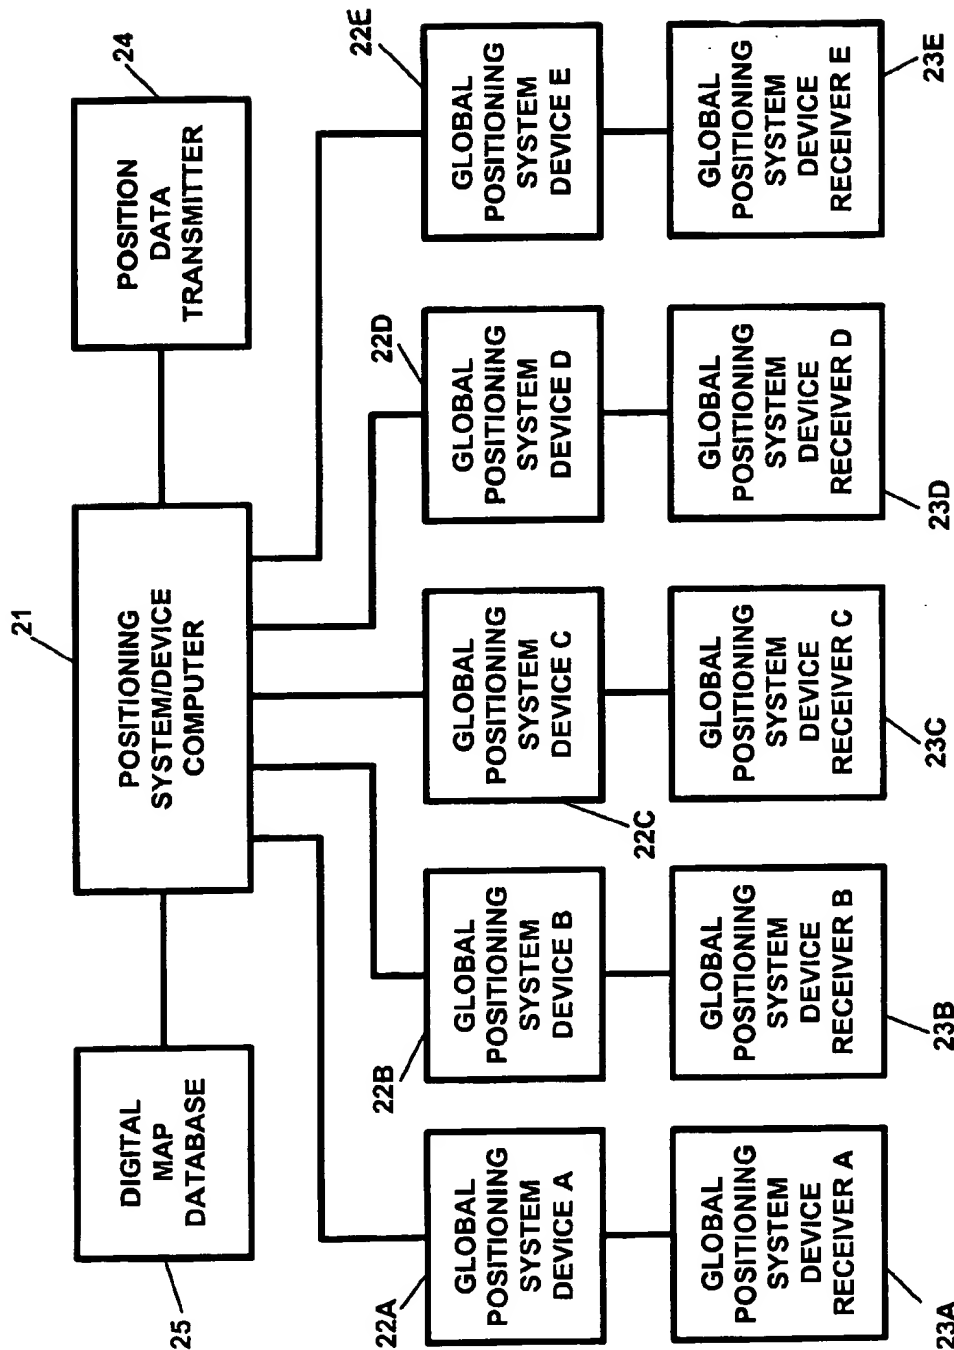 25
DIGITAL
MAP
DATABASE
21
POSITIONING
SYSTEM/DEVICE
COMPUTER
24
POSITION
DATA
TRANSMITTER
22A
GLOBAL
POSITIONING
SYSTEM
DEVICE A
22B
GLOBAL
POSITIONING
SYSTEM
DEVICE B
22C
GLOBAL
POSITIONING
SYSTEM
DEVICE C
22D
GLOBAL
POSITIONING
SYSTEM
DEVICE D
22E
GLOBAL
POSITIONING
SYSTEM
DEVICE E
23A
GLOBAL
POSITIONING
SYSTEM
DEVICE
RECEIVER A
23B
GLOBAL
POSITIONING
SYSTEM
DEVICE
RECEIVER B
23C
GLOBAL
POSITIONING
SYSTEM
DEVICE
RECEIVER C
23D
GLOBAL
POSITIONING
SYSTEM
DEVICE
RECEIVER D
23E
GLOBAL
POSITIONING
SYSTEM
DEVICE
RECEIVER E